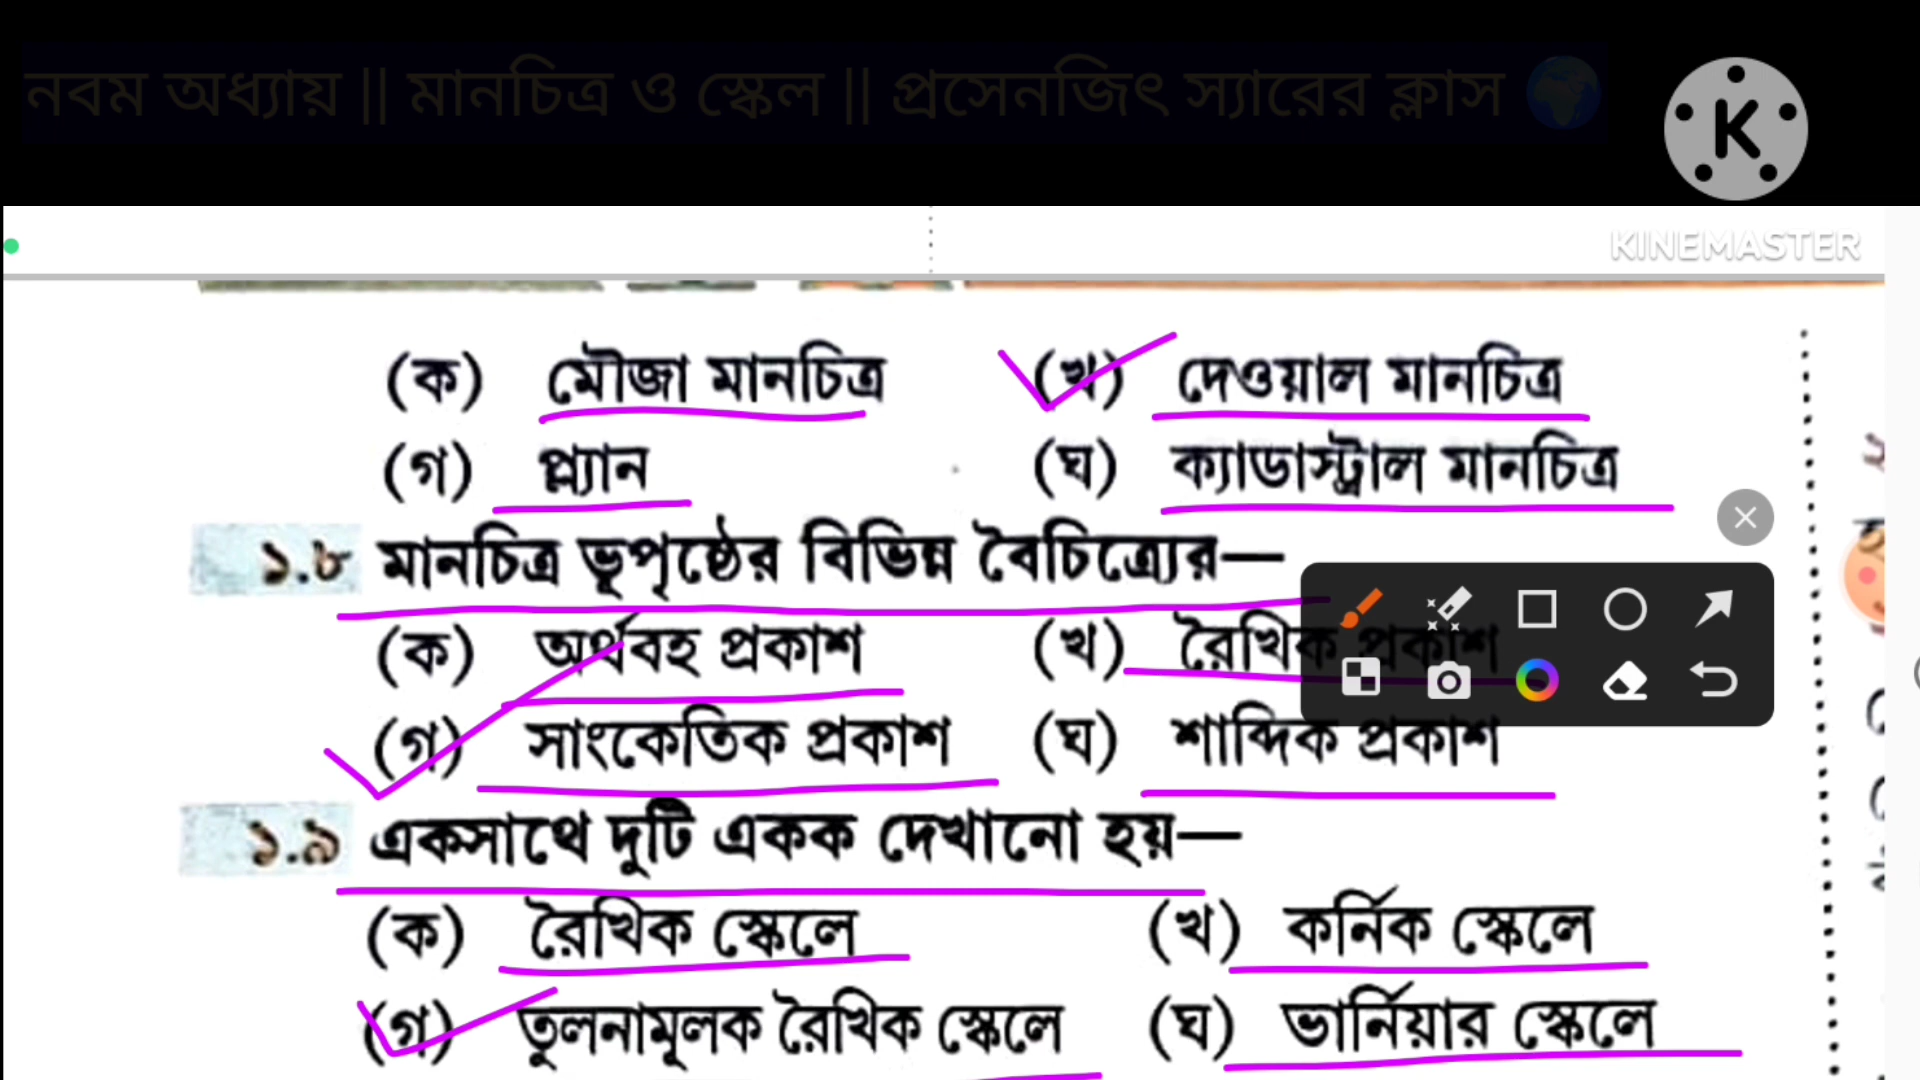 নবম অধ্যায় || মানচিত্র ও স্কেল || প্রসেনজিৎ স্যারের ক্লাস 🌍
K
KINEMASTER
(ক) মৌজা মানচিত্র (খ) দেওয়াল মানচিত্র
(গ) প্ল্যান (ঘ) ক্যাডাস্ট্রাল মানচিত্র
১.৮ মানচিত্র ভূপৃষ্ঠের বিভিন্ন বৈচিত্র্যের—
(ক) অর্থবহ প্রকাশ (খ) রৈখিক প্রকাশ
(গ) সাংকেতিক প্রকাশ (ঘ) শাব্দিক প্রকাশ
১.৯ একসাথে দুটি একক দেখানো হয়—
(ক) রৈখিক স্কেলে (খ) কর্নিক স্কেলে
(গ) তুলনামূলক রৈখিক স্কেলে (ঘ) ভার্নিয়ার স্কেলে